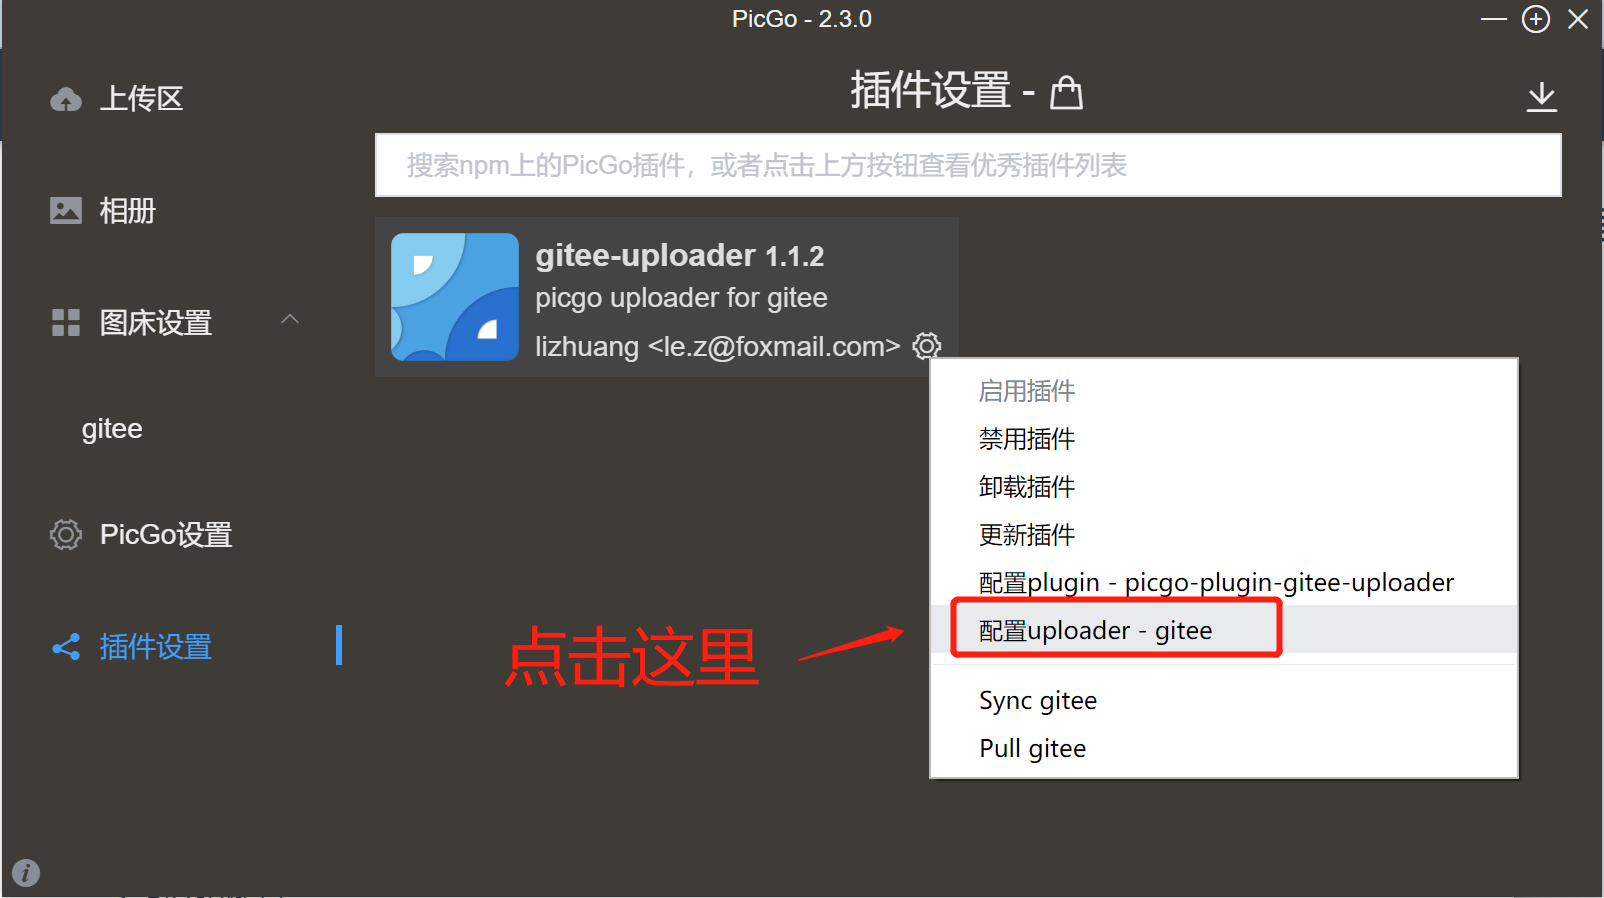 PicGo - 2.3.0
上传区
相册
图床设置
gitee
PicGo设置
插件设置
插件设置 -
搜索npm上的PicGo插件，或者点击上方按钮查看优秀插件列表
gitee-uploader 1.1.2
picgo uploader for gitee
lizhuang <le.z@foxmail.com>
启用插件
禁用插件
卸载插件
更新插件
配置plugin - picgo-plugin-gitee-uploader
配置uploader - gitee
Sync gitee
Pull gitee
点击这里